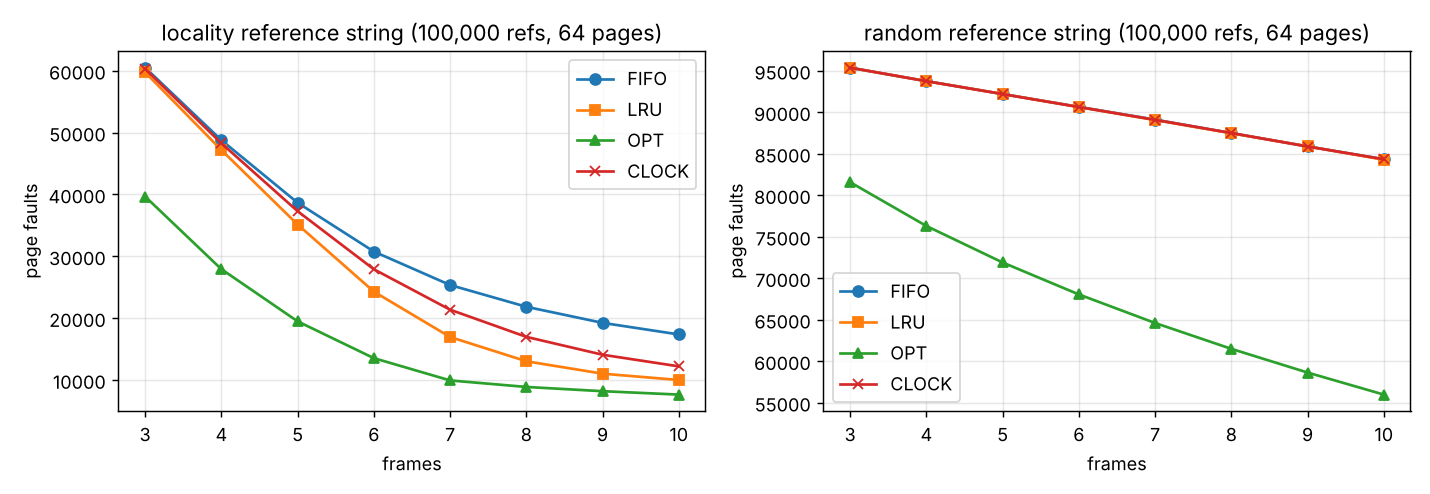 locality reference string (100,000 refs, 64 pages)
page faults
60000
50000
40000
30000
20000
10000
FIFO
LRU
OPT
CLOCK
3 4 5 6 7 8 9 10
frames
random reference string (100,000 refs, 64 pages)
page faults
95000
90000
85000
80000
75000
70000
65000
60000
55000
FIFO
LRU
OPT
CLOCK
3 4 5 6 7 8 9 10
frames